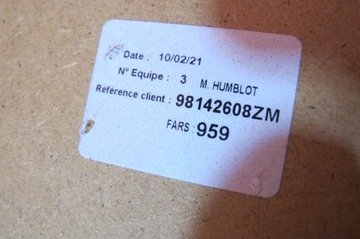 Date : 10/02/21
N° Equipe : 3 M. HUMBLOT
Référence client : 98142608ZM
FARS : 959